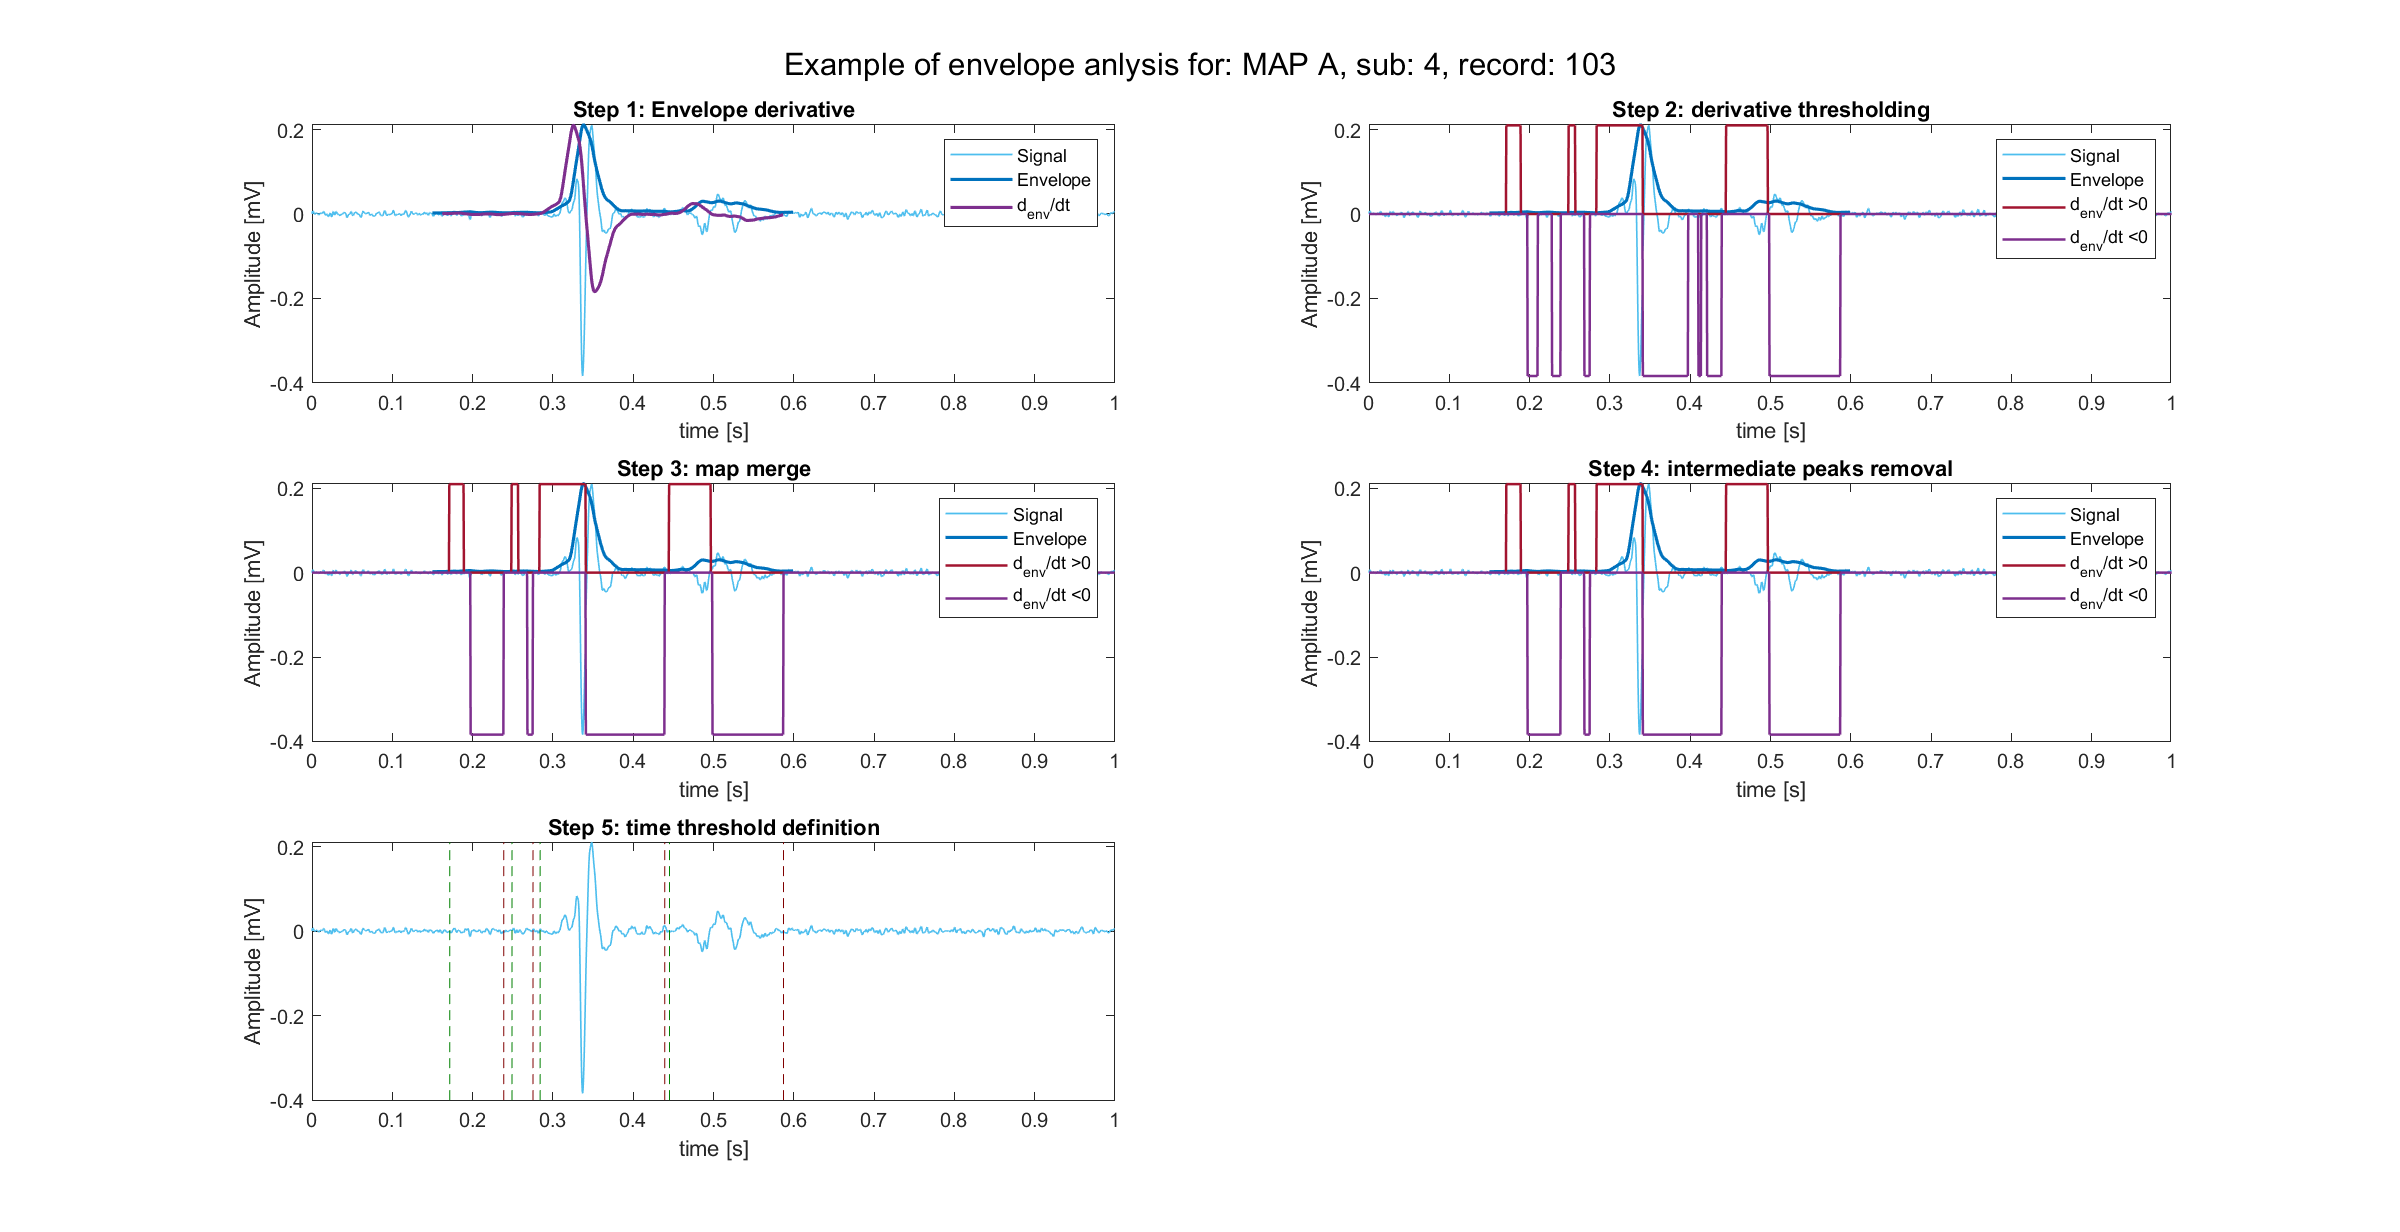 Example of envelope anlysis for: MAP A, sub: 4, record: 103
Step 1: Envelope derivative
Amplitude [mV]
0.2
0
-0.2
-0.4
Signal
Envelope
d_env/dt
0 0.1 0.2 0.3 0.4 0.5 0.6 0.7 0.8 0.9 1
time [s]
Step 2: derivative thresholding
Amplitude [mV]
0.2
0
-0.2
-0.4
Signal
Envelope
d_env/dt >0
d_env/dt <0
0 0.1 0.2 0.3 0.4 0.5 0.6 0.7 0.8 0.9 1
time [s]
Step 3: map merge
Amplitude [mV]
0.2
0
-0.2
-0.4
Signal
Envelope
d_env/dt >0
d_env/dt <0
0 0.1 0.2 0.3 0.4 0.5 0.6 0.7 0.8 0.9 1
time [s]
Step 4: intermediate peaks removal
Amplitude [mV]
0.2
0
-0.2
-0.4
Signal
Envelope
d_env/dt >0
d_env/dt <0
0 0.1 0.2 0.3 0.4 0.5 0.6 0.7 0.8 0.9 1
time [s]
Step 5: time threshold definition
Amplitude [mV]
0.2
0
-0.2
-0.4
0 0.1 0.2 0.3 0.4 0.5 0.6 0.7 0.8 0.9 1
time [s]